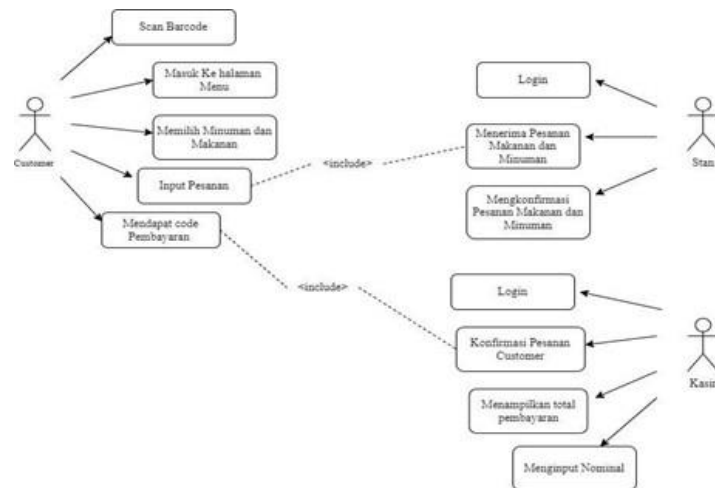 Scan Barcode
Masuk Ke halaman
Menu
Memilih Minuman dan
Makanan
Customer
Input Pesanan
Mendapat code
Pembayaran
<include>
<include>
Login
Menerima Pesanan
Makanan dan
Minuman
Mengkonfirmasi
Pesanan Makanan dan
Minuman
Stan
Login
Konfirmasi Pesanan
Customer
Kasir
Menampilkan total
pembayaran
Menginput Nominal